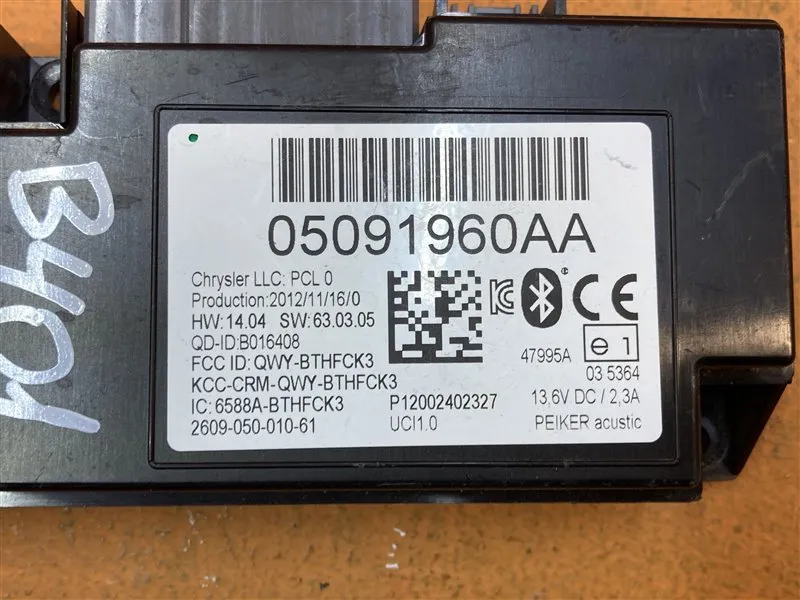 05091960AA
Chrysler LLC: PCL 0
Production:2012/11/16/0
HW: 14.04 SW: 63.03.05
QD-ID:B016408
FCC ID: QWY-BTHFCK3
KCC-CRM-QWY-BTHFCK3
IC: 6588A-BTHFCK3
2609-050-010-61
P12002402327
UCI1.0
CE
47995A
e 1
03 5364
13,6V DC / 2,3A
PEIKER acustic
B401